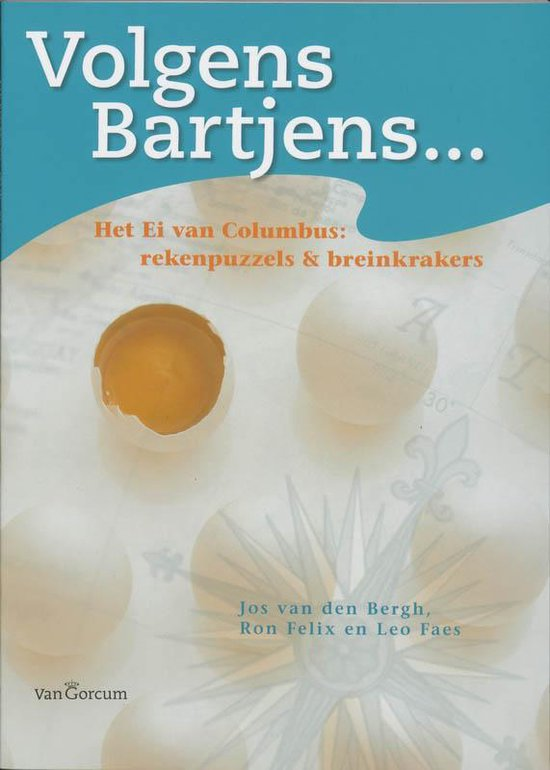 Volgens
Bartjens...
Het Ei van Columbus:
rekenpuzzels & breinkrakers
A
T
30°
Jos van den Bergh,
Ron Felix en Leo Faes
Van Gorcum